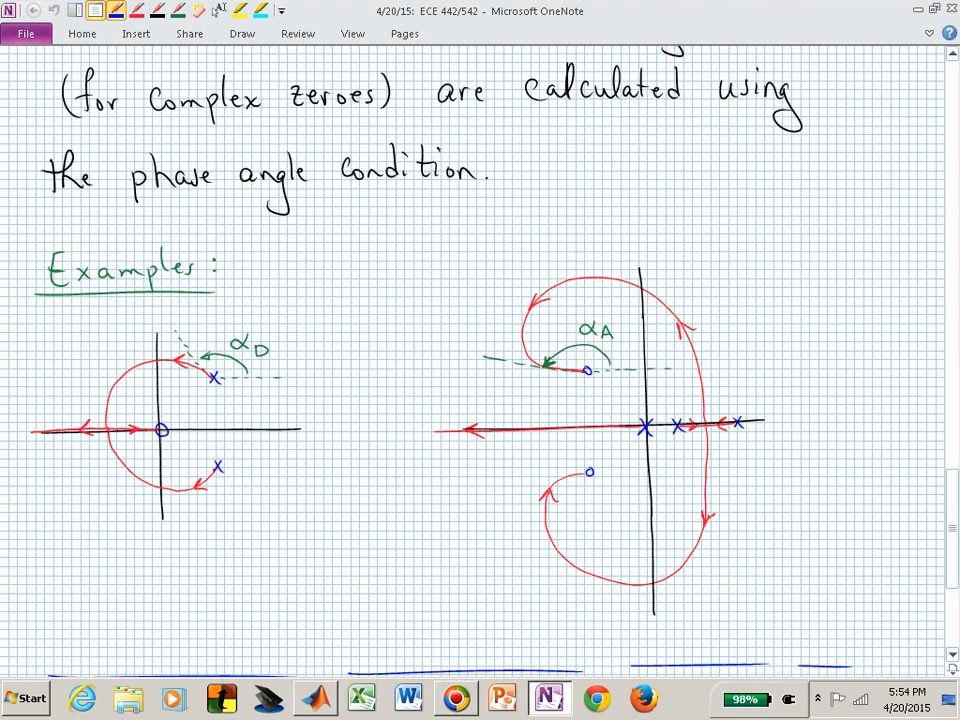 4/20/15: ECE 442/542 - Microsoft OneNote
File Home Insert Share Draw Review View Pages
(for complex zeroes) are calculated using
the phase angle condition.
Examples:
αD
αA
Start
98%
5:54 PM
4/20/2015